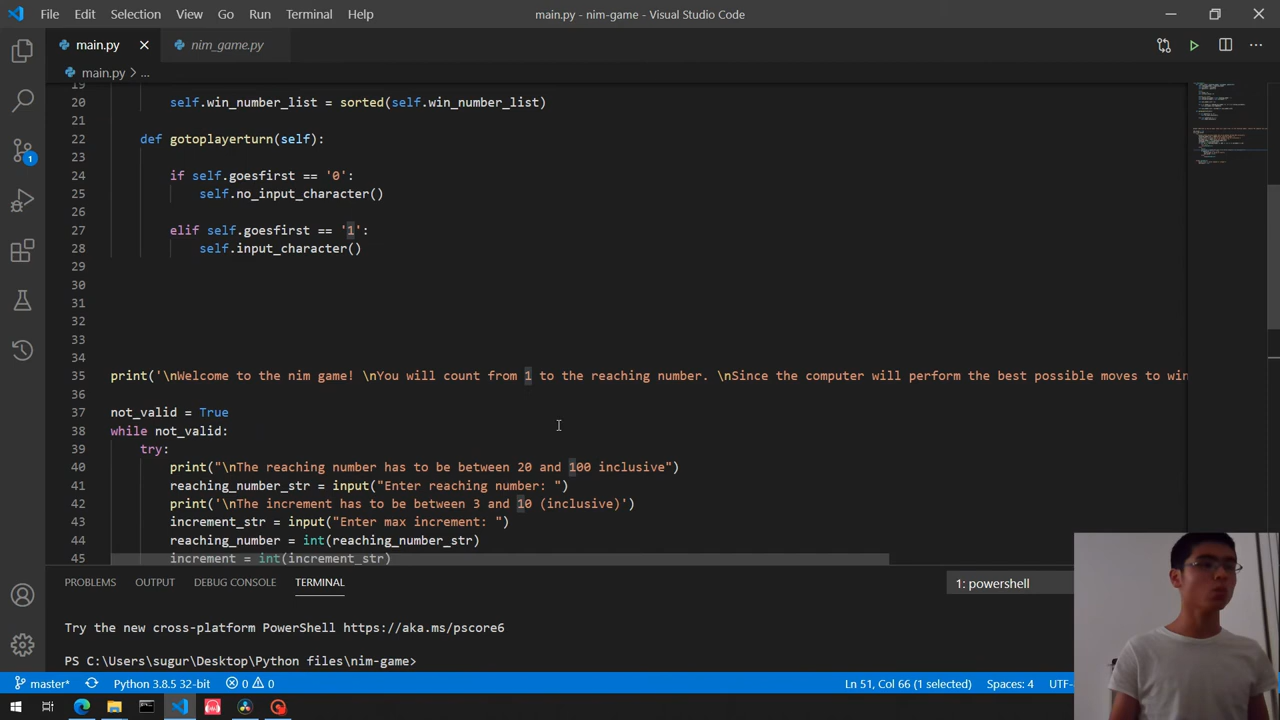 File Edit Selection View Go Run Terminal Help
main.py - nim-game - Visual Studio Code
main.py
nim_game.py
main.py > ...
19
20 self.win_number_list = sorted(self.win_number_list)
21
22 def gotoplayerturn(self):
23
24 if self.goesfirst == '0':
25 self.no_input_character()
26
27 elif self.goesfirst == '1':
28 self.input_character()
29
30
31
32
33
34
35 print('\nWelcome to the nim game! \nYou will count from 1 to the reaching number. \nSince the computer will perform the best possible moves to win
36
37 not_valid = True
38 while not_valid:
39 try:
40 print("\nThe reaching number has to be between 20 and 100 inclusive")
41 reaching_number_str = input("Enter reaching number: ")
42 print('\nThe increment has to be between 3 and 10 (inclusive)')
43 increment_str = input("Enter max increment: ")
44 reaching_number = int(reaching_number_str)
45 increment = int(increment_str)
1
PROBLEMS OUTPUT DEBUG CONSOLE TERMINAL
1: powershell
Try the new cross-platform PowerShell https://aka.ms/pscore6
PS C:\Users\sugur\Desktop\Python files\nim-game>
master* Python 3.8.5 32-bit 0 0 Ln 51, Col 66 (1 selected) Spaces: 4 UTF-